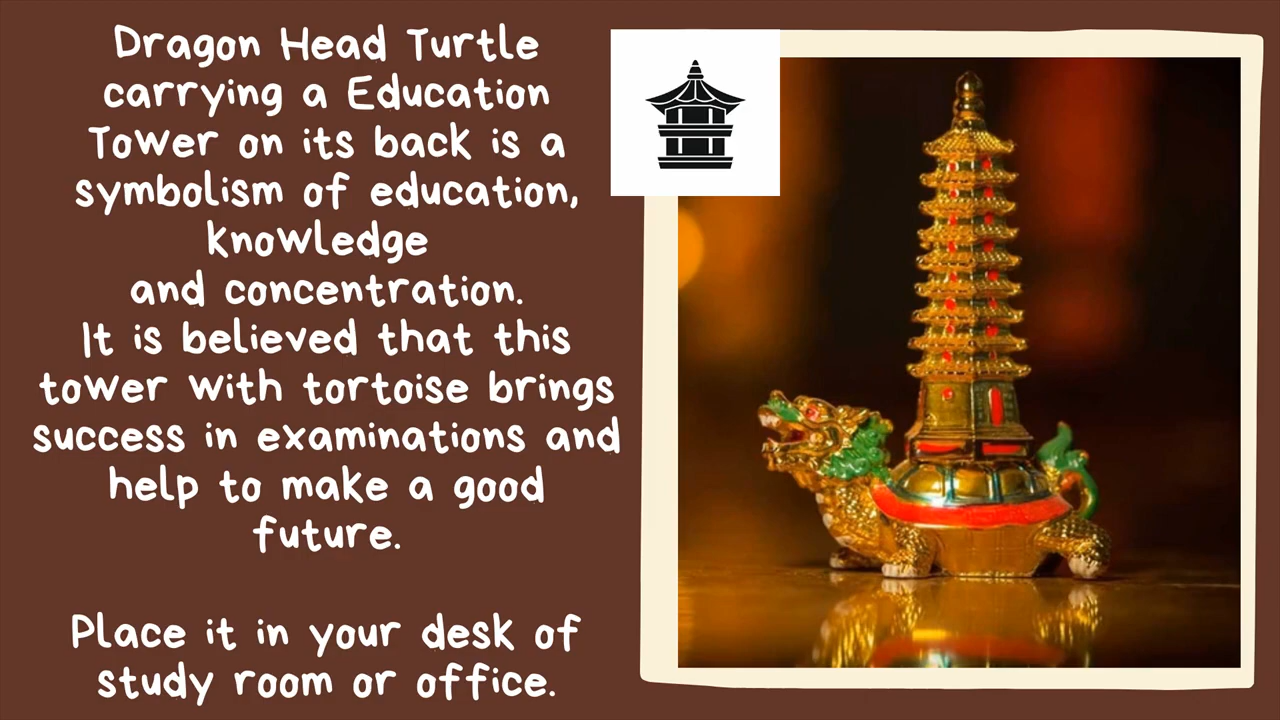 Dragon Head Turtle
carrying a Education
Tower on its back is a
symbolism of education,
knowledge
and concentration.
It is believed that this
tower with tortoise brings
success in examinations and
help to make a good
future.
Place it in your desk of
study room or office.